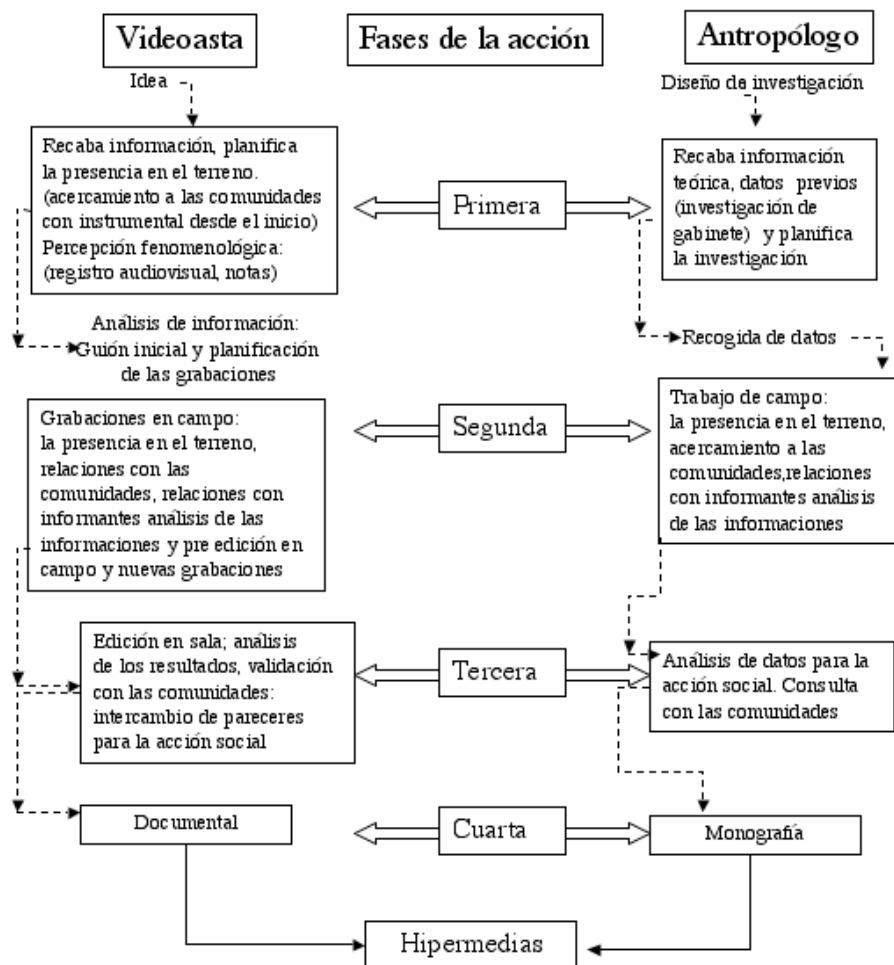 Videoasta
Fases de la acción
Antropólogo
Idea
Diseño de investigación
Recaba información, planifica
la presencia en el terreno.
(acercamiento a las comunidades
con instrumental desde el inicio)
Percepción fenomenológica:
(registro audiovisual, notas)
Primera
Recaba información
teórica, datos previos
(investigación de
gabinete) y planifica
la investigación
Análisis de información:
Guión inicial y planificación
de las grabaciones
Recogida de datos
Grabaciones en campo:
la presencia en el terreno,
relaciones con las
comunidades, relaciones con
informantes análisis de las
informaciones y pre edición en
campo y nuevas grabaciones
Segunda
Trabajo de campo:
la presencia en el terreno,
acercamiento a las
comunidades,relaciones
con informantes análisis
de las informaciones
Edición en sala; análisis
de los resultados, validación
con las comunidades:
intercambio de pareceres
para la acción social
Tercera
Análisis de datos para la
acción social. Consulta
con las comunidades
Documental
Cuarta
Monografía
Hipermedias